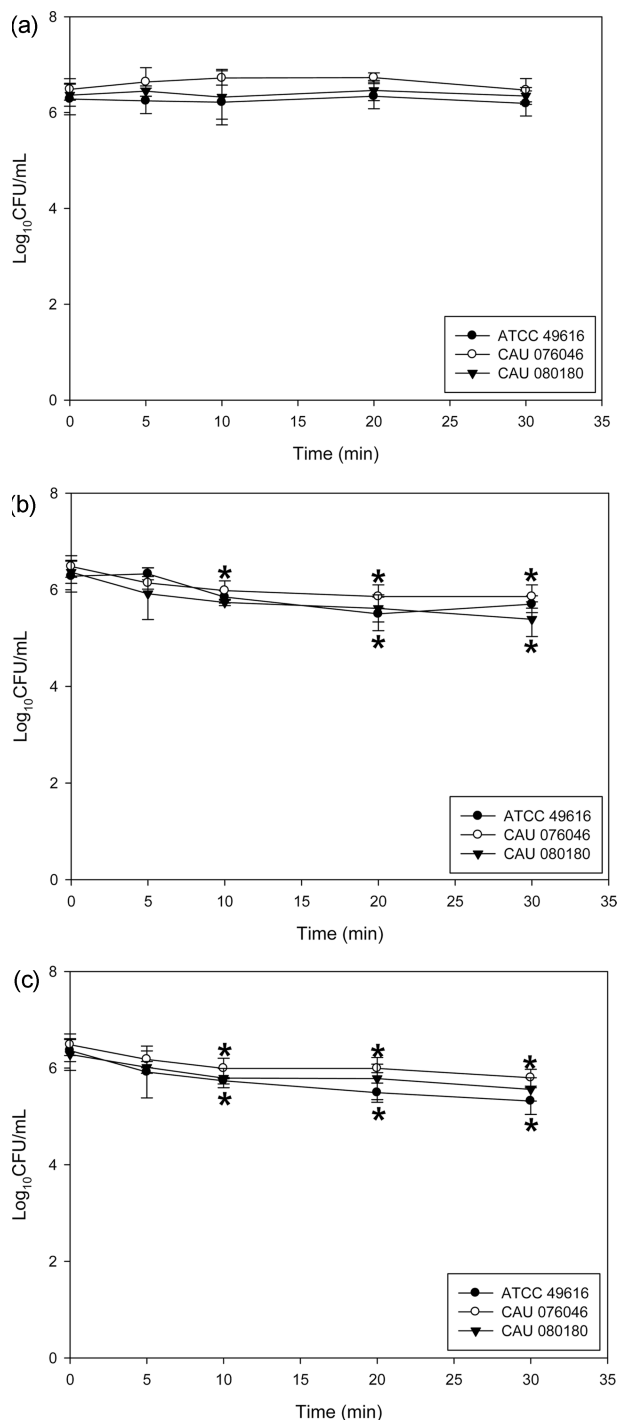 (a)
8
6
4
2
0
Log10CFU/mL
ATCC 49616
CAU 076046
CAU 080180
0 5 10 15 20 25 30 35
Time (min)
(b)
8
6
4
2
0
Log10CFU/mL
* * *
* *
ATCC 49616
CAU 076046
CAU 080180
0 5 10 15 20 25 30 35
Time (min)
(c)
8
6
4
2
0
Log10CFU/mL
* * *
* * *
ATCC 49616
CAU 076046
CAU 080180
0 5 10 15 20 25 30 35
Time (min)